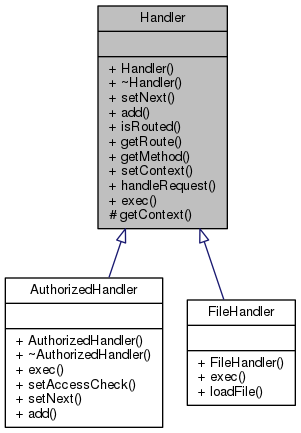 Handler
+ Handler()
+ ~Handler()
+ setNext()
+ add()
+ isRouted()
+ getRoute()
+ getMethod()
+ setContext()
+ handleRequest()
+ exec()
# getContext()
AuthorizedHandler
+ AuthorizedHandler()
+ ~AuthorizedHandler()
+ exec()
+ setAccessCheck()
+ setNext()
+ add()
FileHandler
+ FileHandler()
+ exec()
+ loadFile()